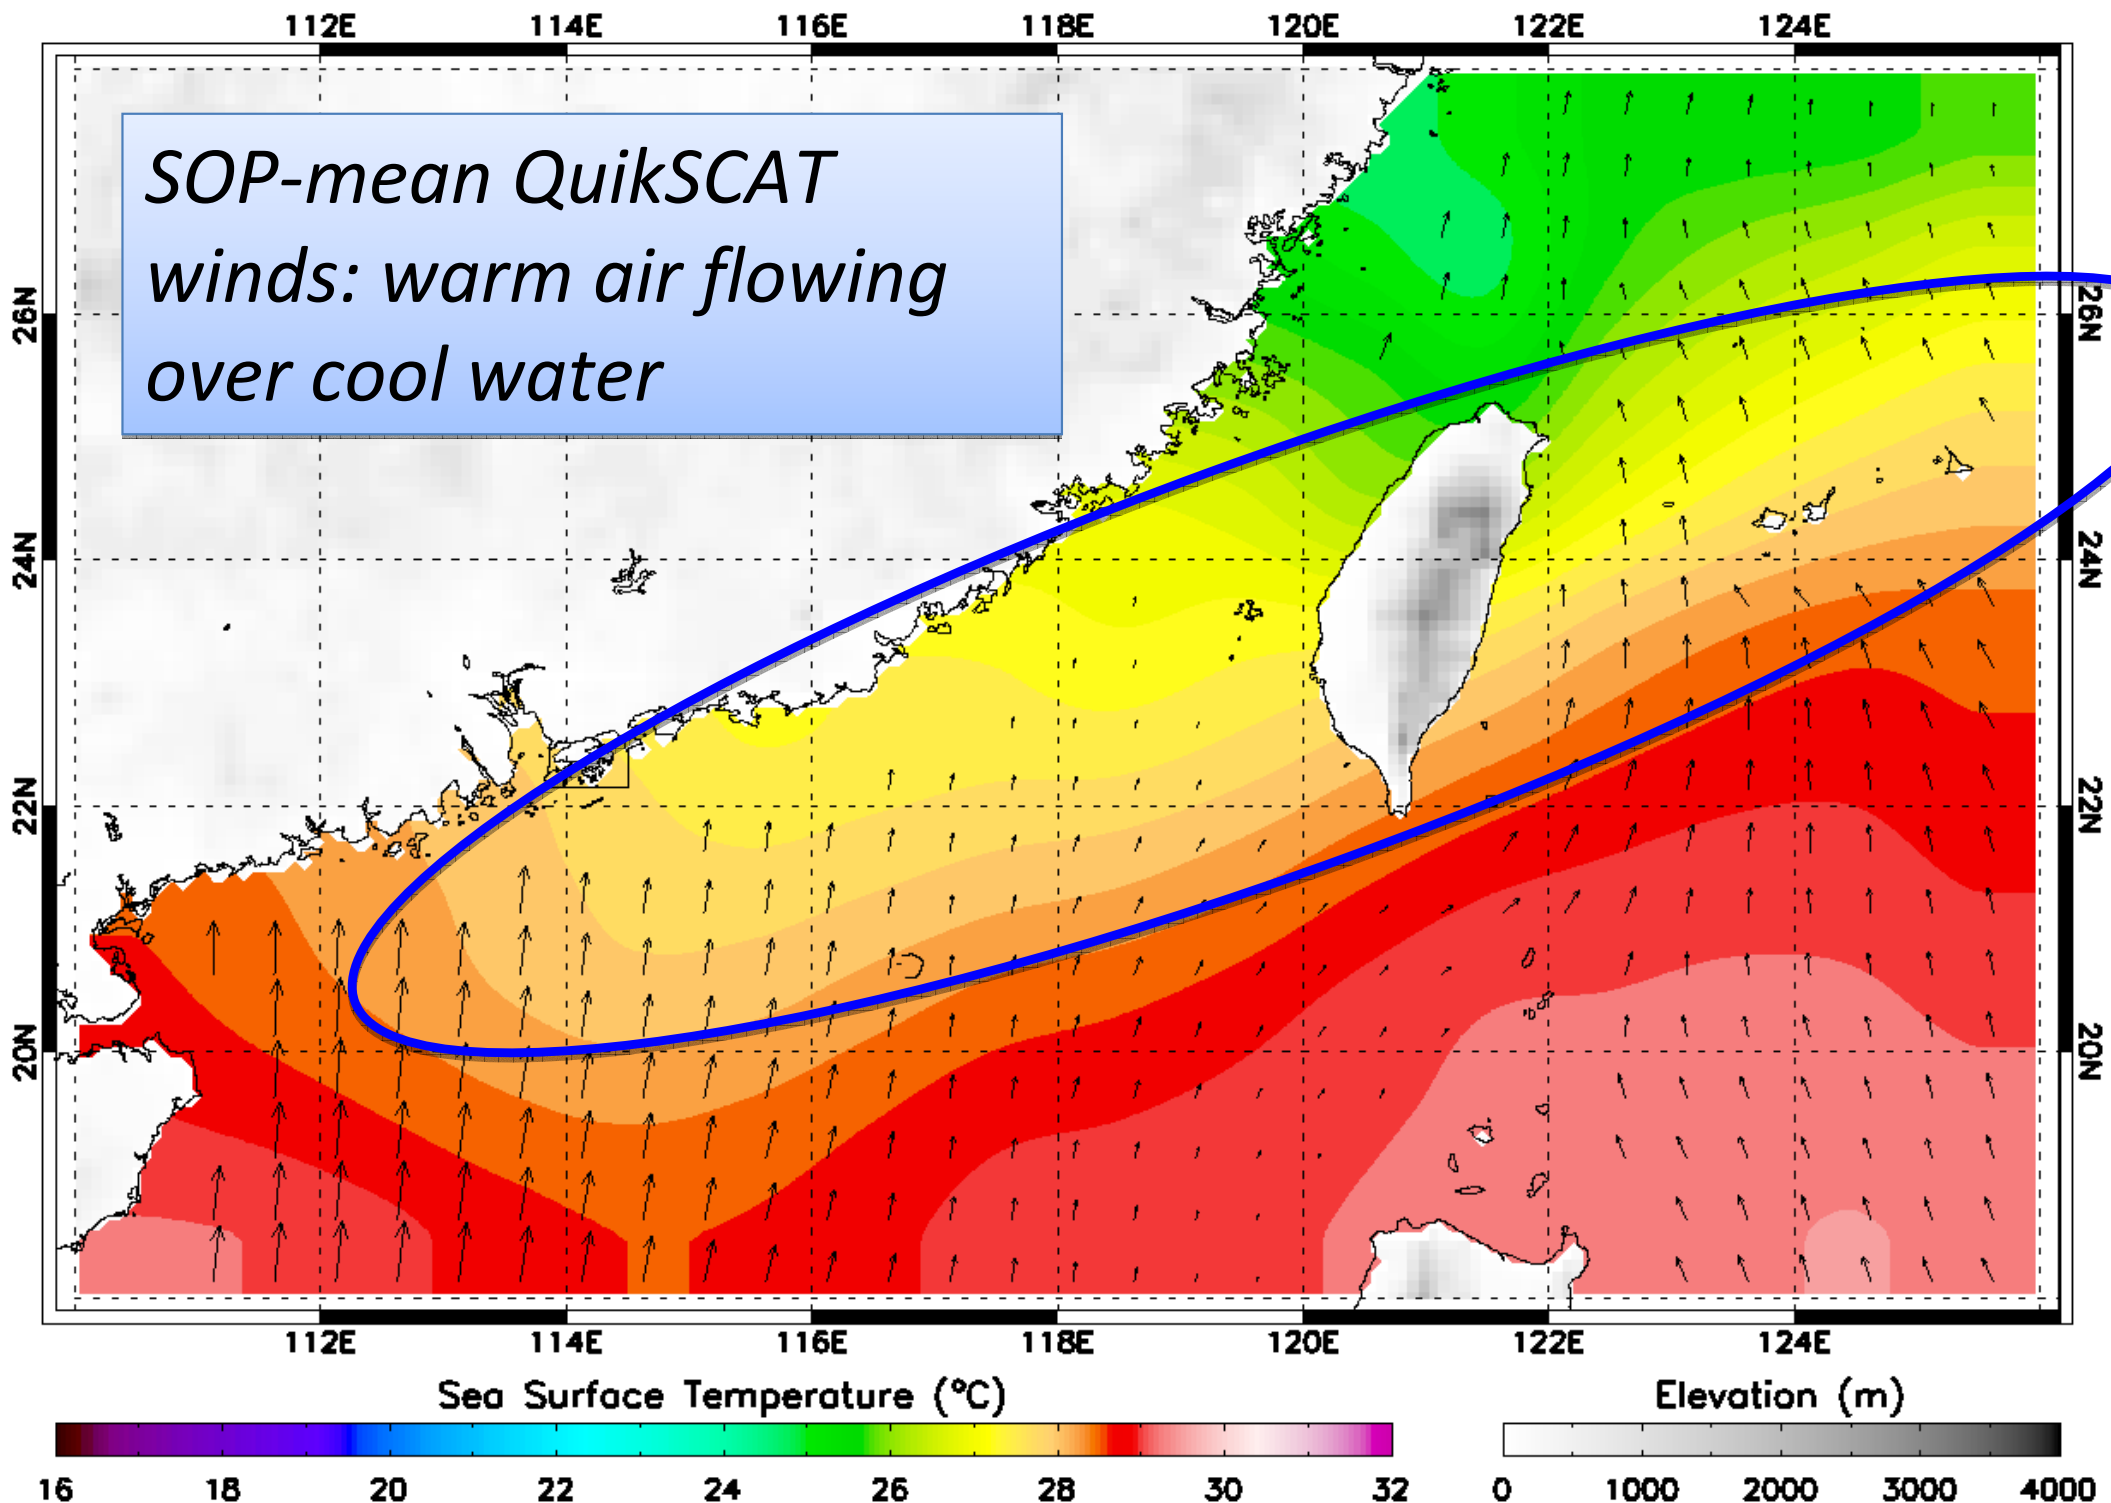 112E 114E 116E 118E 120E 122E 124E
SOP-mean QuikSCAT
winds: warm air flowing
over cool water
26N 26N
24N 24N
22N 22N
20N 20N
112E 114E 116E 118E 120E 122E 124E
Sea Surface Temperature (°C)
16 18 20 22 24 26 28 30 32
Elevation (m)
0 1000 2000 3000 4000